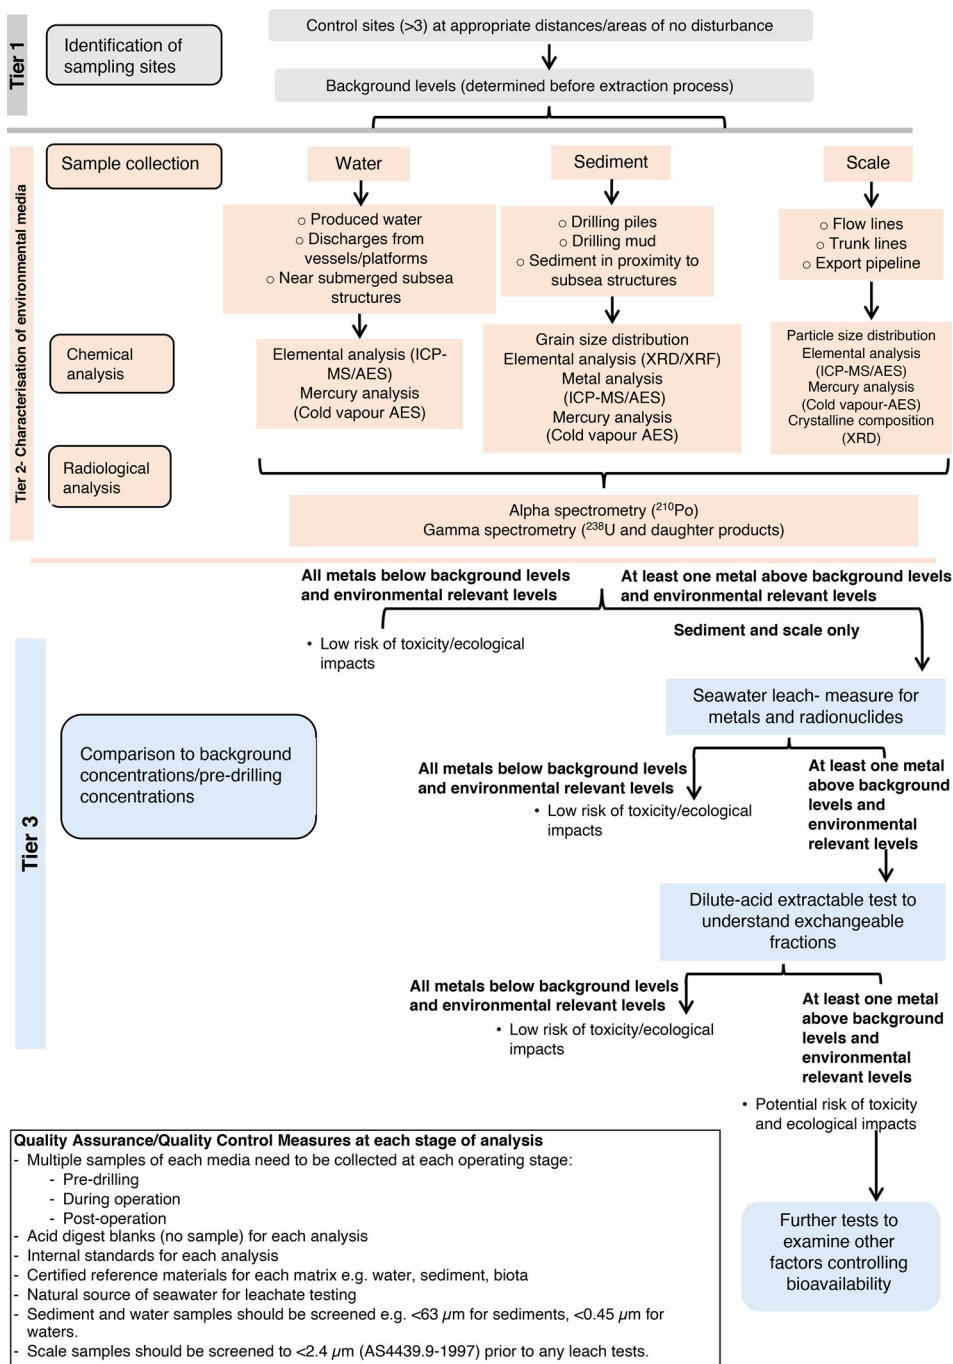 Tier 1
Identification of
sampling sites
Control sites (>3) at appropriate distances/areas of no disturbance
Background levels (determined before extraction process)
Tier 2- Characterisation of environmental media
Sample collection
Water
Sediment
Scale
○ Produced water
○ Discharges from
vessels/platforms
○ Near submerged subsea
structures
○ Drilling piles
○ Drilling mud
○ Sediment in proximity to
subsea structures
○ Flow lines
○ Trunk lines
○ Export pipeline
Chemical
analysis
Elemental analysis (ICP-
MS/AES)
Mercury analysis
(Cold vapour AES)
Grain size distribution
Elemental analysis (XRD/XRF)
Metal analysis
(ICP-MS/AES)
Mercury analysis
(Cold vapour AES)
Particle size distribution
Elemental analysis
(ICP-MS/AES)
Mercury analysis
(Cold vapour-AES)
Crystalline composition
(XRD)
Radiological
analysis
Alpha spectrometry (²¹⁰Po)
Gamma spectrometry (²³⁸U and daughter products)
All metals below background levels
and environmental relevant levels
At least one metal above background levels
and environmental relevant levels
• Low risk of toxicity/ecological
impacts
Sediment and scale only
Tier 3
Comparison to background
concentrations/pre-drilling
concentrations
Seawater leach- measure for
metals and radionuclides
All metals below background levels
and environmental relevant levels
• Low risk of toxicity/ecological
impacts
At least one metal
above background
levels and
environmental
relevant levels
Dilute-acid extractable test to
understand exchangeable
fractions
All metals below background levels
and environmental relevant levels
• Low risk of toxicity/ecological
impacts
At least one metal
above background
levels and
environmental
relevant levels
• Potential risk of toxicity
and ecological impacts
Further tests to
examine other
factors controlling
bioavailability
Quality Assurance/Quality Control Measures at each stage of analysis
- Multiple samples of each media need to be collected at each operating stage:
- Pre-drilling
- During operation
- Post-operation
- Acid digest blanks (no sample) for each analysis
- Internal standards for each analysis
- Certified reference materials for each matrix e.g. water, sediment, biota
- Natural source of seawater for leachate testing
- Sediment and water samples should be screened e.g. <63 µm for sediments, <0.45 µm for
waters.
- Scale samples should be screened to <2.4 µm (AS4439.9-1997) prior to any leach tests.